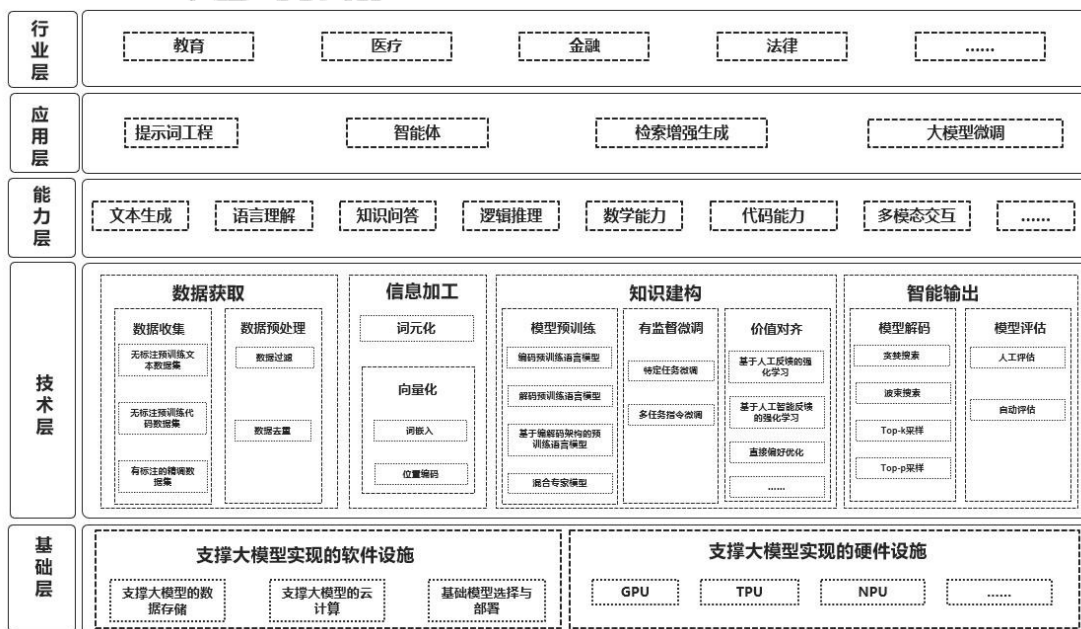 行业层
教育
医疗
金融
法律
......
应用层
提示词工程
智能体
检索增强生成
大模型微调
能力层
文本生成
语言理解
知识问答
逻辑推理
数学能力
代码能力
多模态交互
......
技术层
数据获取
数据收集
无标注预训练文
本数据集
无标注预训练代
码数据集
有标注的精调数
据集
数据预处理
数据过滤
数据去重
信息加工
词元化
向量化
词嵌入
位置编码
知识建构
模型预训练
编码预训练语言模型
解码预训练语言模型
基于编解码架构的预
训练语言模型
混合专家模型
有监督微调
特定任务微调
多任务指令微调
价值对齐
基于人工反馈的强
化学习
基于人工智能反馈
的强化学习
直接偏好优化
......
智能输出
模型解码
贪婪搜索
波束搜索
Top-k采样
Top-p采样
模型评估
人工评估
自动评估
基础层
支撑大模型实现的软件设施
支撑大模型的数
据存储
支撑大模型的云
计算
基础模型选择与
部署
支撑大模型实现的硬件设施
GPU
TPU
NPU
......